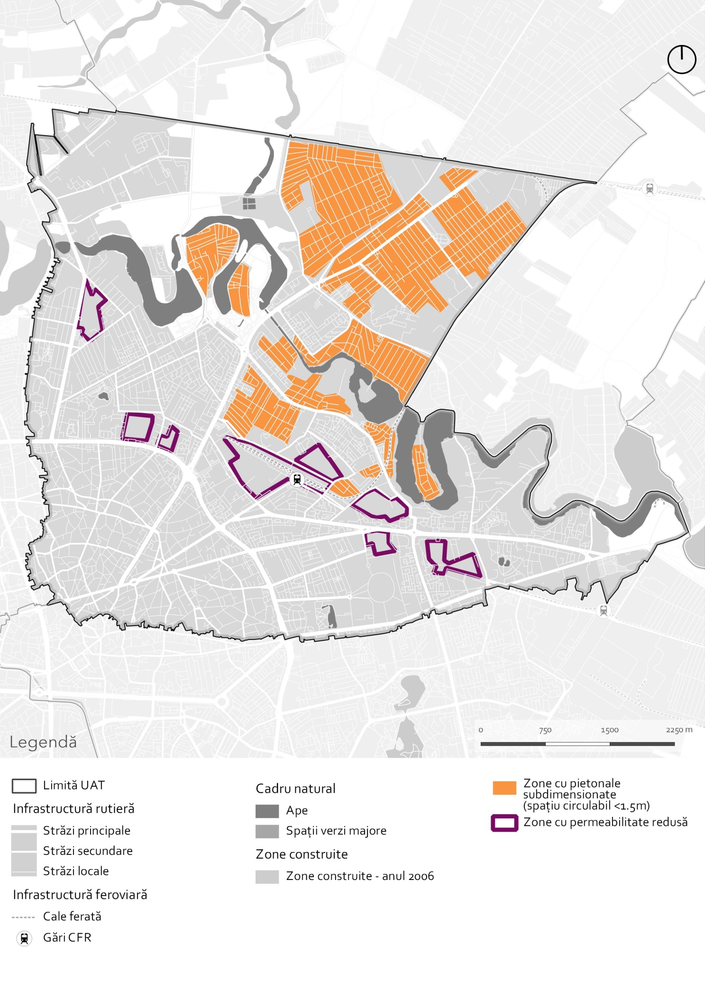 0 750 1500 2250 m
Legendă
Limită UAT
Infrastructură rutieră
Străzi principale
Străzi secundare
Străzi locale
Infrastructură feroviară
Cale ferată
Gări CFR
Cadru natural
Ape
Spații verzi majore
Zone construite
Zone construite - anul 2006
Zone cu pietonale
subdimensionate
(spațiu circulabil <1.5m)
Zone cu permeabilitate redusă